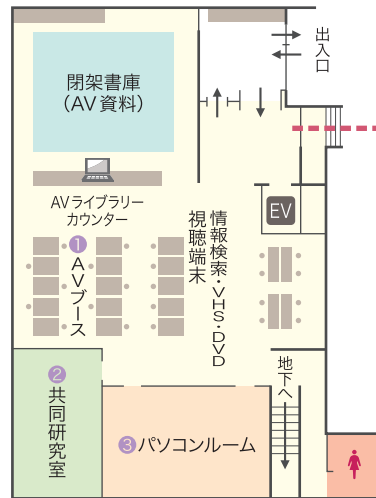 閉架書庫
（AV 資料）
出入口
EV
AVライブラリー
カウンター
情報検索・VHS・DVD
視聴端末
❶AVブース
❷共同研究室
❸パソコンルーム
地下へ